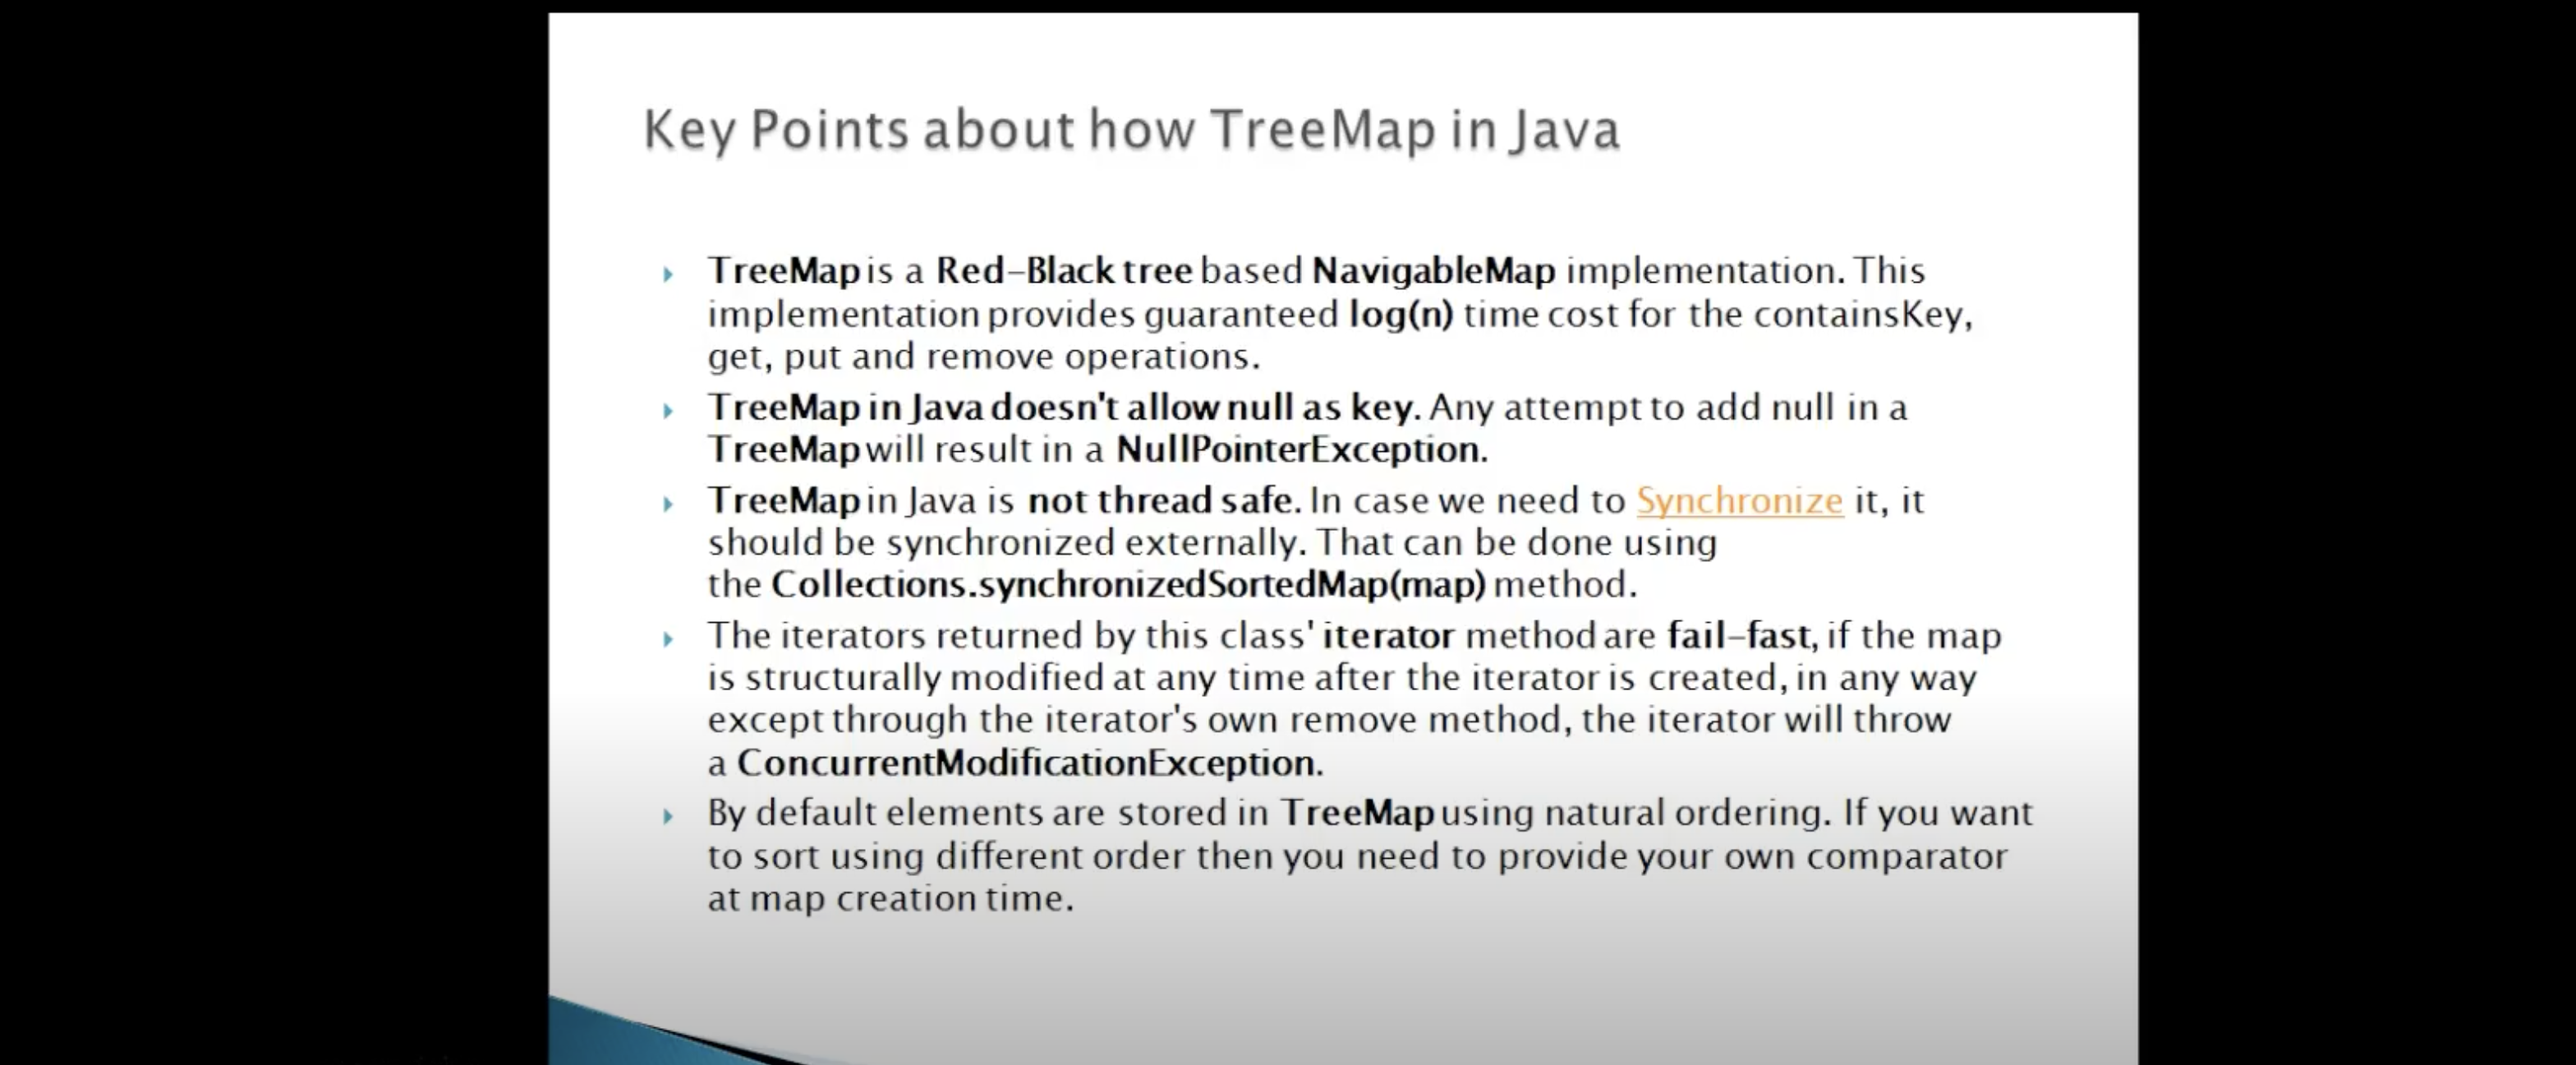 Key Points about how TreeMap in Java
TreeMap is a Red-Black tree based NavigableMap implementation. This
implementation provides guaranteed log(n) time cost for the containsKey,
get, put and remove operations.
TreeMap in Java doesn't allow null as key. Any attempt to add null in a
TreeMap will result in a NullPointerException.
TreeMap in Java is not thread safe. In case we need to Synchronize it, it
should be synchronized externally. That can be done using
the Collections.synchronizedSortedMap(map) method.
The iterators returned by this class' iterator method are fail-fast, if the map
is structurally modified at any time after the iterator is created, in any way
except through the iterator's own remove method, the iterator will throw
a ConcurrentModificationException.
By default elements are stored in TreeMap using natural ordering. If you want
to sort using different order then you need to provide your own comparator
at map creation time.